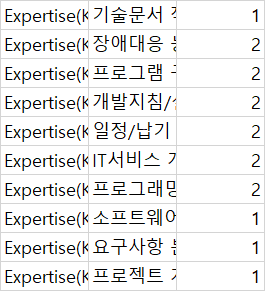 Expertise(K 기술문서 1
Expertise(K 장애대응 2
Expertise(K 프로그램 2
Expertise(K 개발지침/ 2
Expertise(K 일정/납기 2
Expertise(K IT서비스 2
Expertise(K 프로그래밍 2
Expertise(K 소프트웨어 1
Expertise(K 요구사항 1
Expertise(K 프로젝트 1